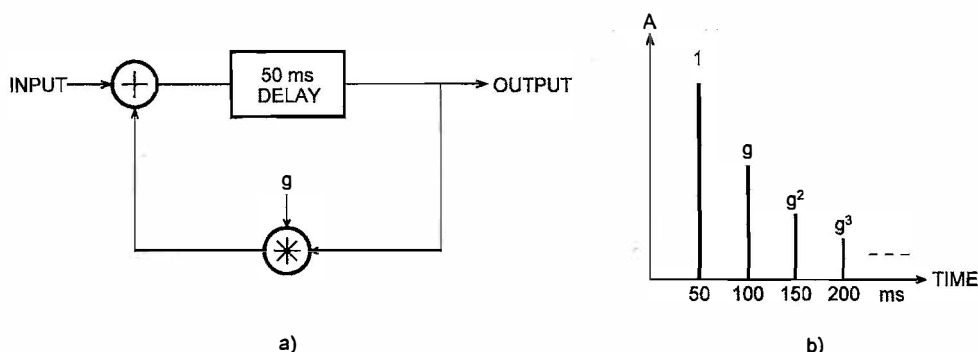 INPUT
+
50 ms
DELAY
OUTPUT
g
a)
A
1
g
g²
g³
50 100 150 200 ms
TIME
b)